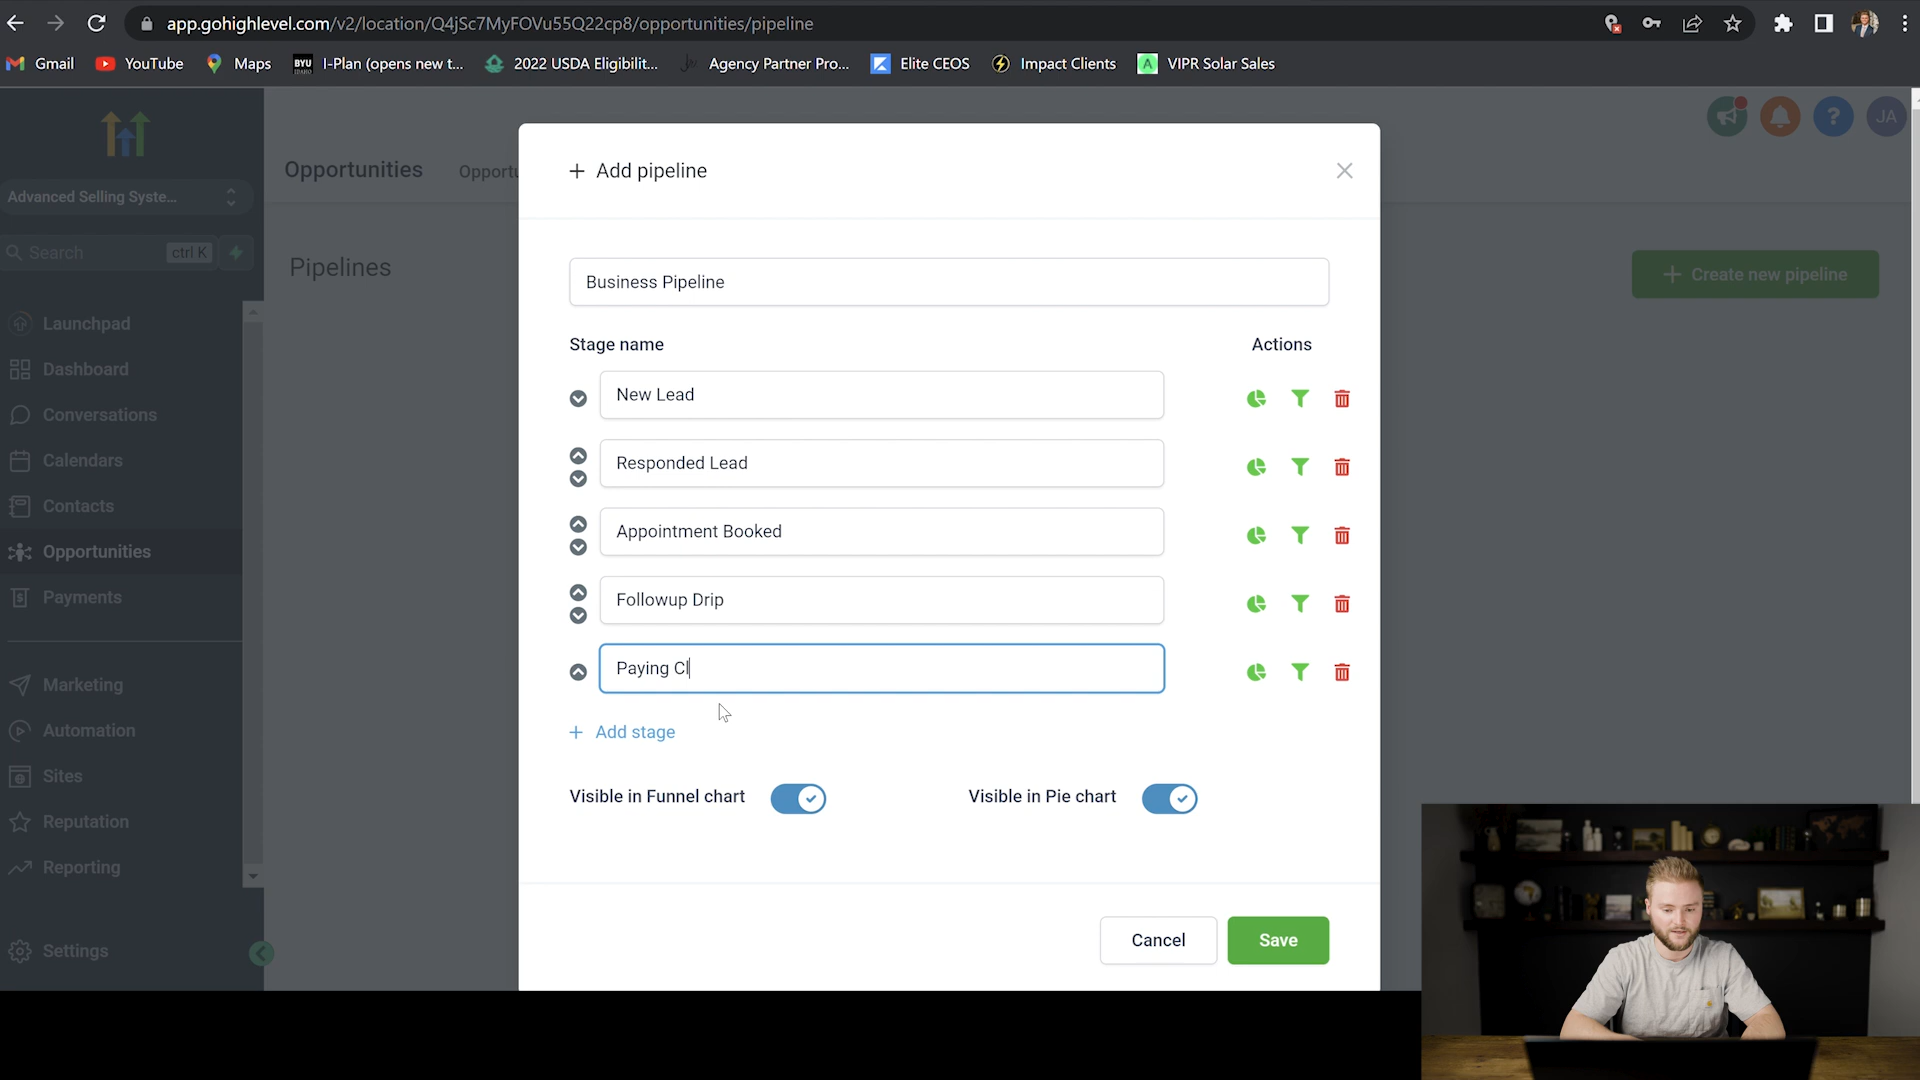 app.gohighlevel.com/v2/location/Q4jSc7MyFOVu55Q22cp8/opportunities/pipeline
Gmail
YouTube
Maps
BYU
IDAHO
I-Plan (opens new t...
2022 USDA Eligibilit...
Agency Partner Pro...
Elite CEOS
Impact Clients
A
VIPR Solar Sales
JA
Opportunities
Opportu
+ Add pipeline
Advanced Selling Syste...
Search
ctrl K
Pipelines
+ Create new pipeline
Business Pipeline
Stage name
Actions
New Lead
Responded Lead
Appointment Booked
Followup Drip
Paying Cl
+ Add stage
Visible in Funnel chart
Visible in Pie chart
Cancel
Save
Launchpad
Dashboard
Conversations
Calendars
Contacts
Opportunities
Payments
Marketing
Automation
Sites
Reputation
Reporting
Settings